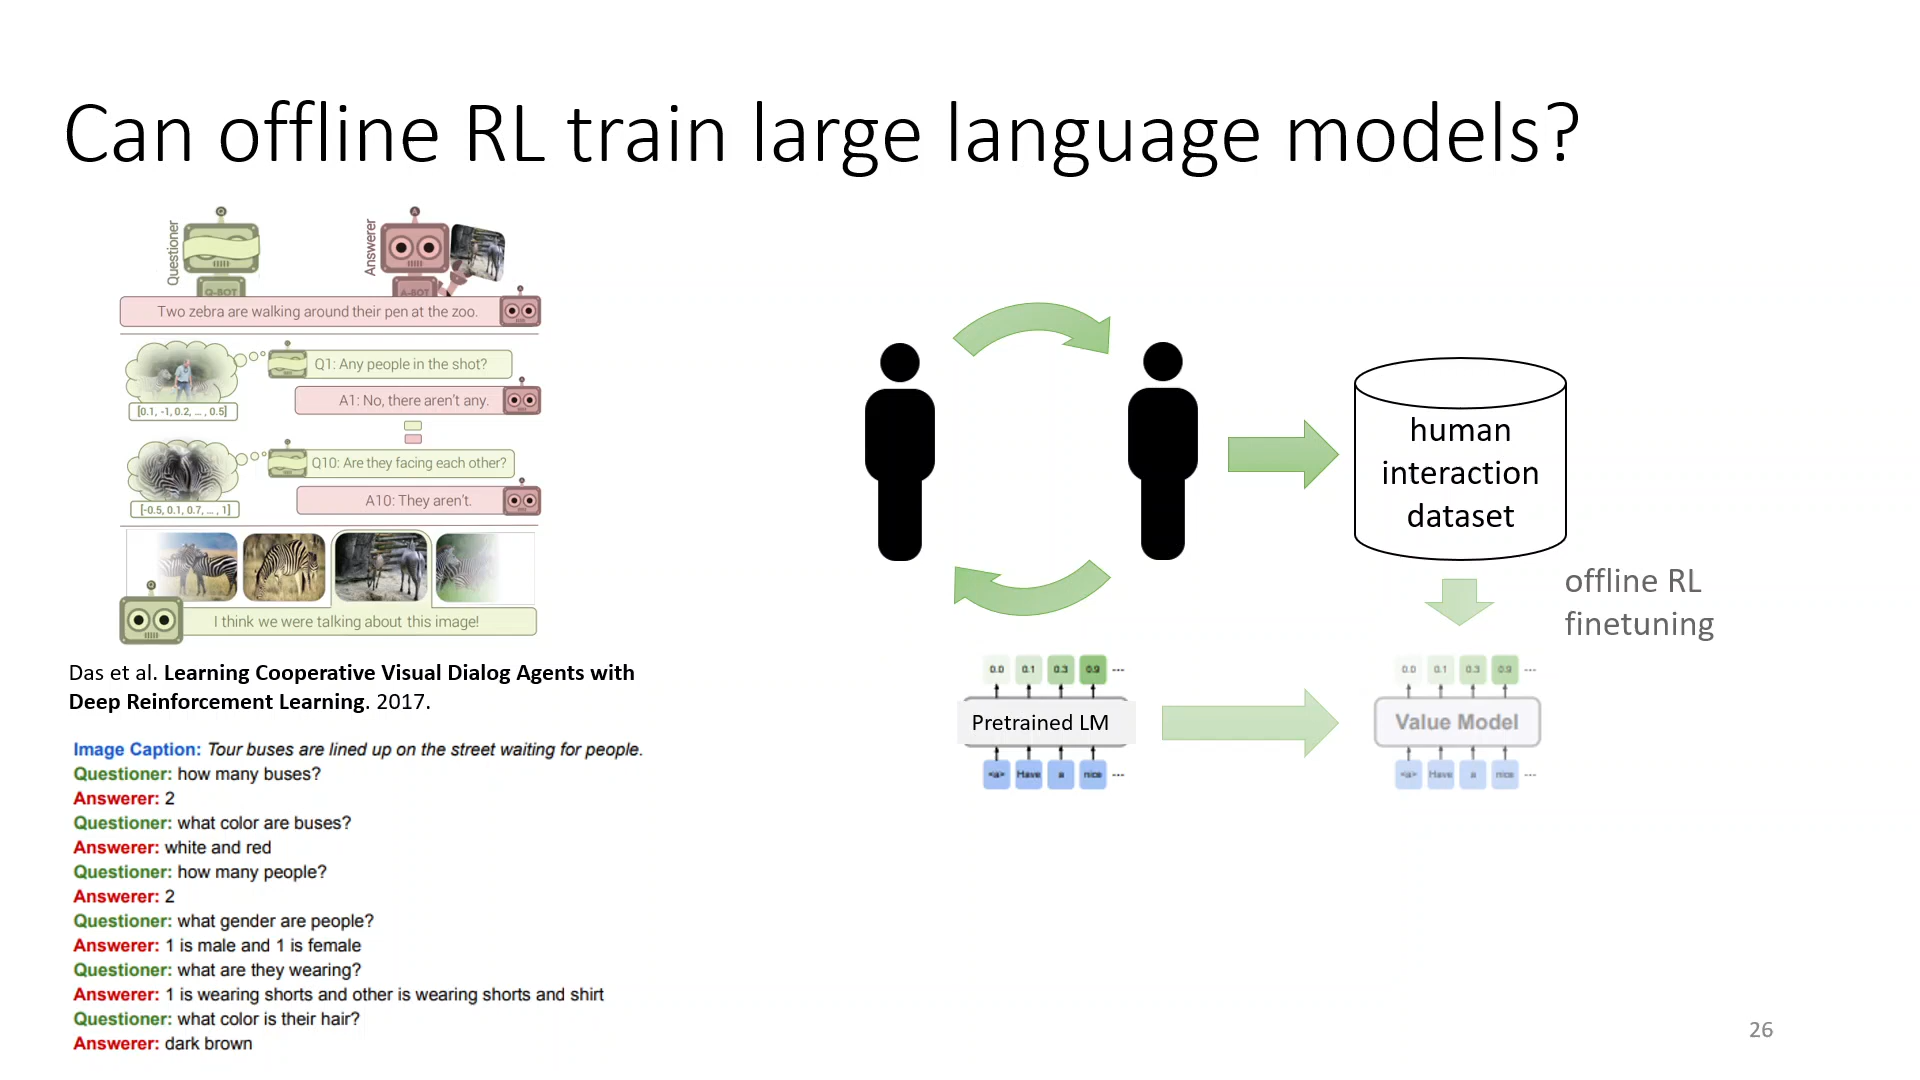 Can offline RL train large language models?
Questioner
Answerer
Q-BOT
A-BOT
Two zebra are walking around their pen at the zoo.
Q1: Any people in the shot?
A1: No, there aren't any.
[0.1, -1, 0.2, ... , 0.5]
Q10: Are they facing each other?
A10: They aren't.
[-0.5, 0.1, 0.7, ... , 1]
I think we were talking about this image!
Das et al. Learning Cooperative Visual Dialog Agents with
Deep Reinforcement Learning. 2017.
Image Caption: Tour buses are lined up on the street waiting for people.
Questioner: how many buses?
Answerer: 2
Questioner: what color are buses?
Answerer: white and red
Questioner: how many people?
Answerer: 2
Questioner: what gender are people?
Answerer: 1 is male and 1 is female
Questioner: what are they wearing?
Answerer: 1 is wearing shorts and other is wearing shorts and shirt
Questioner: what color is their hair?
Answerer: dark brown
human
interaction
dataset
offline RL
finetuning
0.0 0.1 0.3 0.9 ...
Pretrained LM
<a> Have a nice ...
0.0 0.1 0.3 0.9 ...
Value Model
<a> Have a nice ...
26